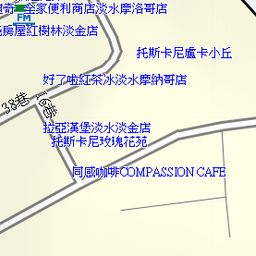 全家便利商店淡水摩洛哥店
房屋紅樹林淡金店
托斯卡尼盧卡小丘
好了啦紅茶冰淡水摩納哥店
38巷
16巷
拉亞漢堡淡水淡金店
托斯卡尼玫瑰花苑
同感咖啡COMPASSION CAFE